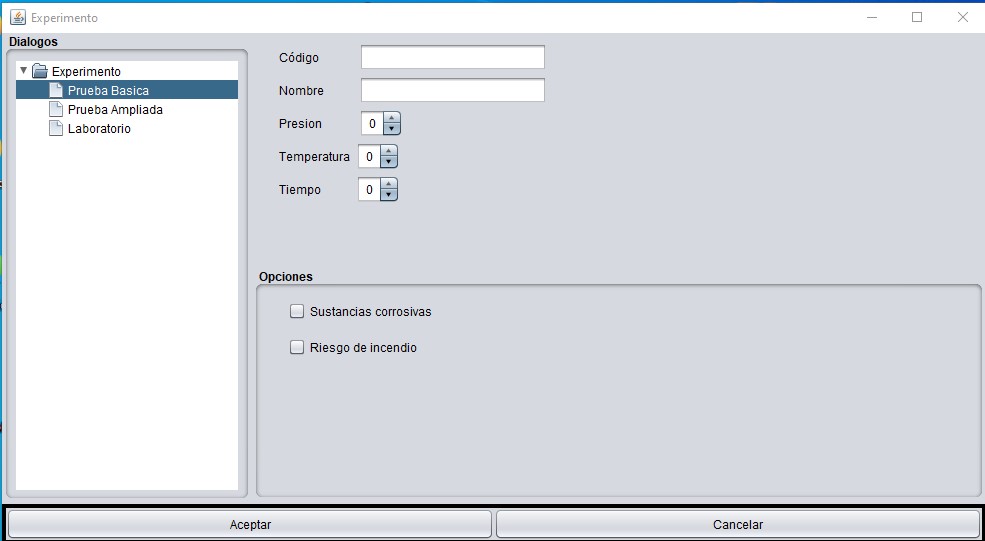 Experimento
Dialogos
Experimento
Prueba Basica
Prueba Ampliada
Laboratorio
Código
Nombre
Presion 0
Temperatura 0
Tiempo 0
Opciones
Sustancias corrosivas
Riesgo de incendio
Aceptar Cancelar